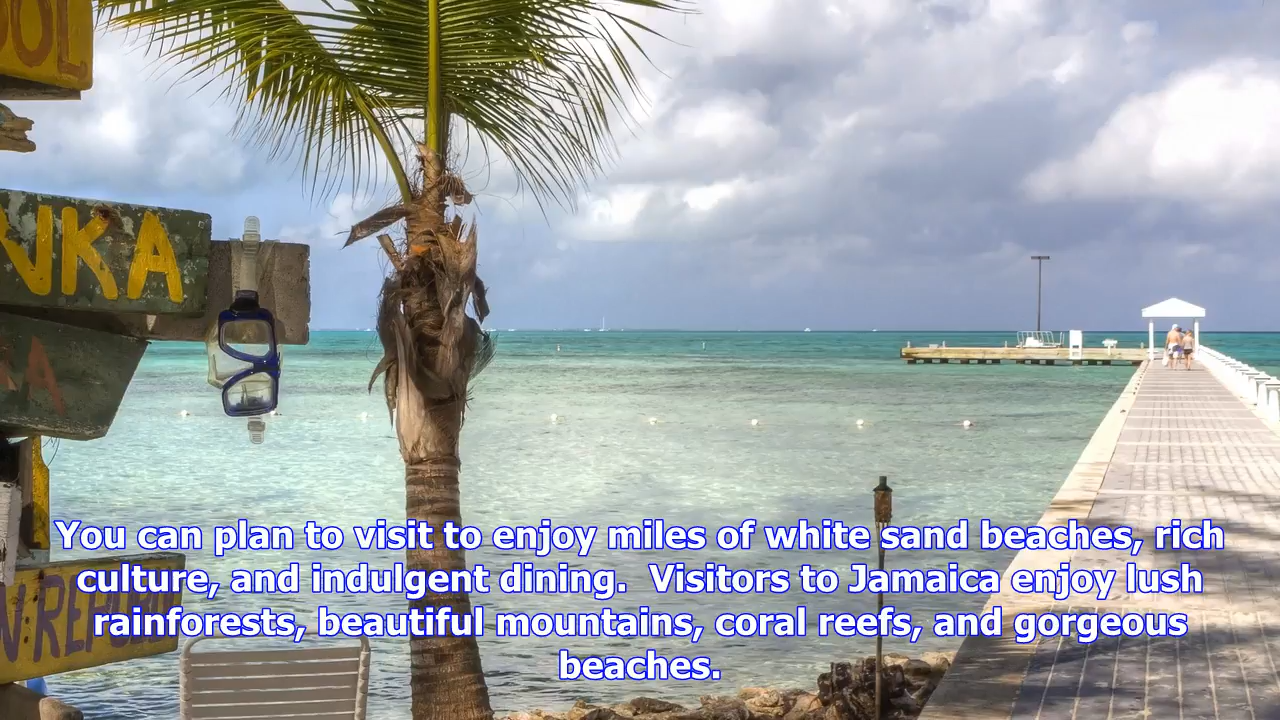 NKA
You can plan to visit to enjoy miles of white sand beaches, rich
culture, and indulgent dining.  Visitors to Jamaica enjoy lush
rainforests, beautiful mountains, coral reefs, and gorgeous
beaches.